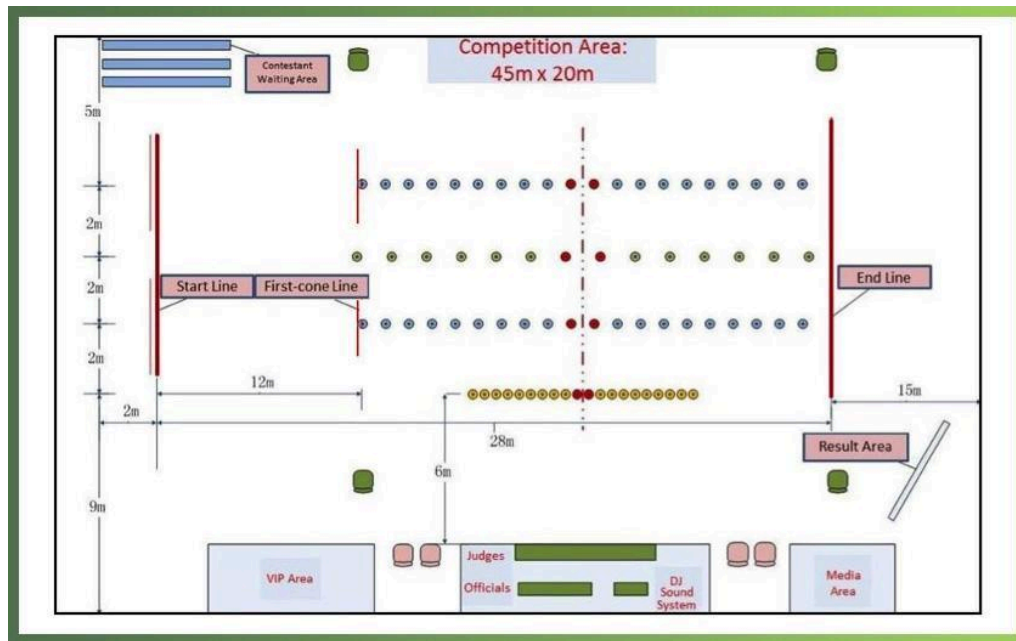 Competition Area:
45m x 20m
Contestant
Waiting Area
5m
2m
2m
Start Line
First-cone Line
End Line
2m
12m
15m
2m
28m
Result Area
6m
9m
Judges
VIP Area
Officials
DJ
Sound
System
Media
Area